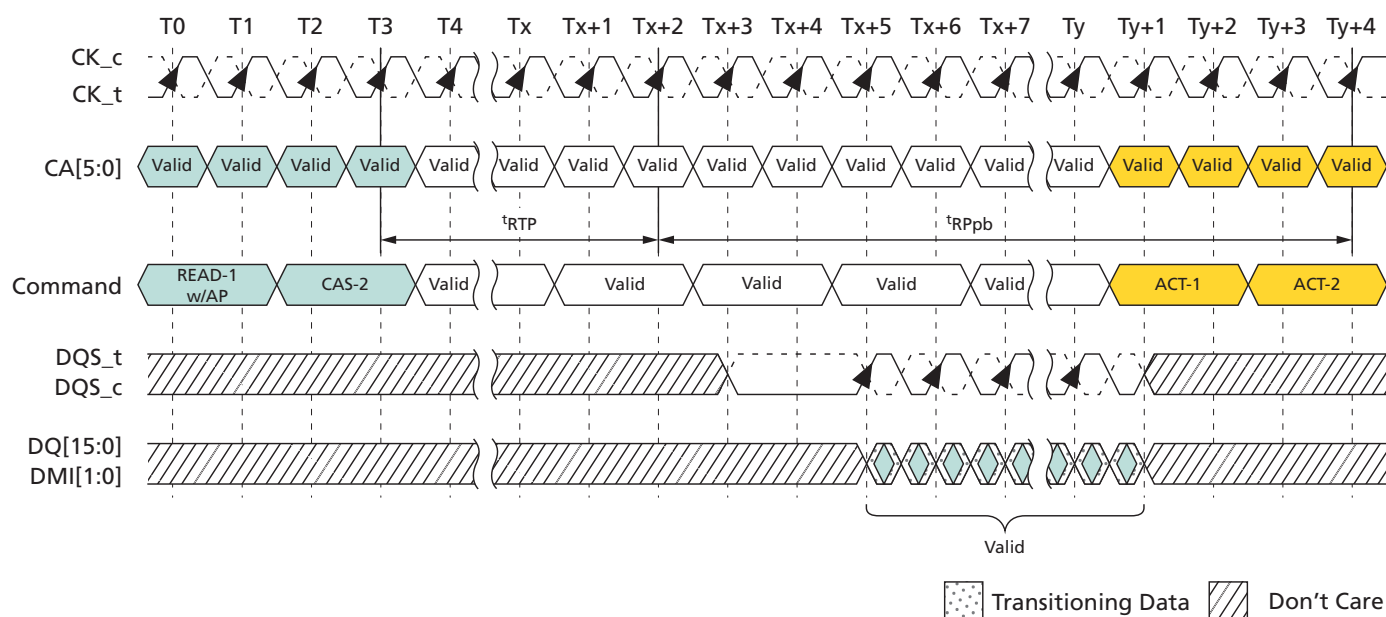 T0 T1 T2 T3 T4 Tx Tx+1 Tx+2 Tx+3 Tx+4 Tx+5 Tx+6 Tx+7 Ty Ty+1 Ty+2 Ty+3 Ty+4
CK_c
CK_t
CA[5:0] Valid Valid Valid Valid Valid Valid Valid Valid Valid Valid Valid Valid Valid Valid Valid Valid Valid Valid
tRTP tRPpb
Command READ-1 w/AP CAS-2 Valid Valid Valid Valid Valid ACT-1 ACT-2
DQS_t
DQS_c
DQ[15:0]
DMI[1:0]
Valid
Transitioning Data Don't Care